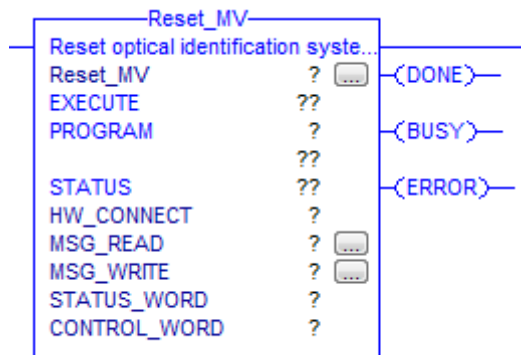 Reset_MV
Reset optical identification syste...
Reset_MV ? ... (DONE)
EXECUTE ??
PROGRAM ? (BUSY)
??
STATUS ?? (ERROR)
HW_CONNECT ?
MSG_READ ? ...
MSG_WRITE ? ...
STATUS_WORD ?
CONTROL_WORD ?